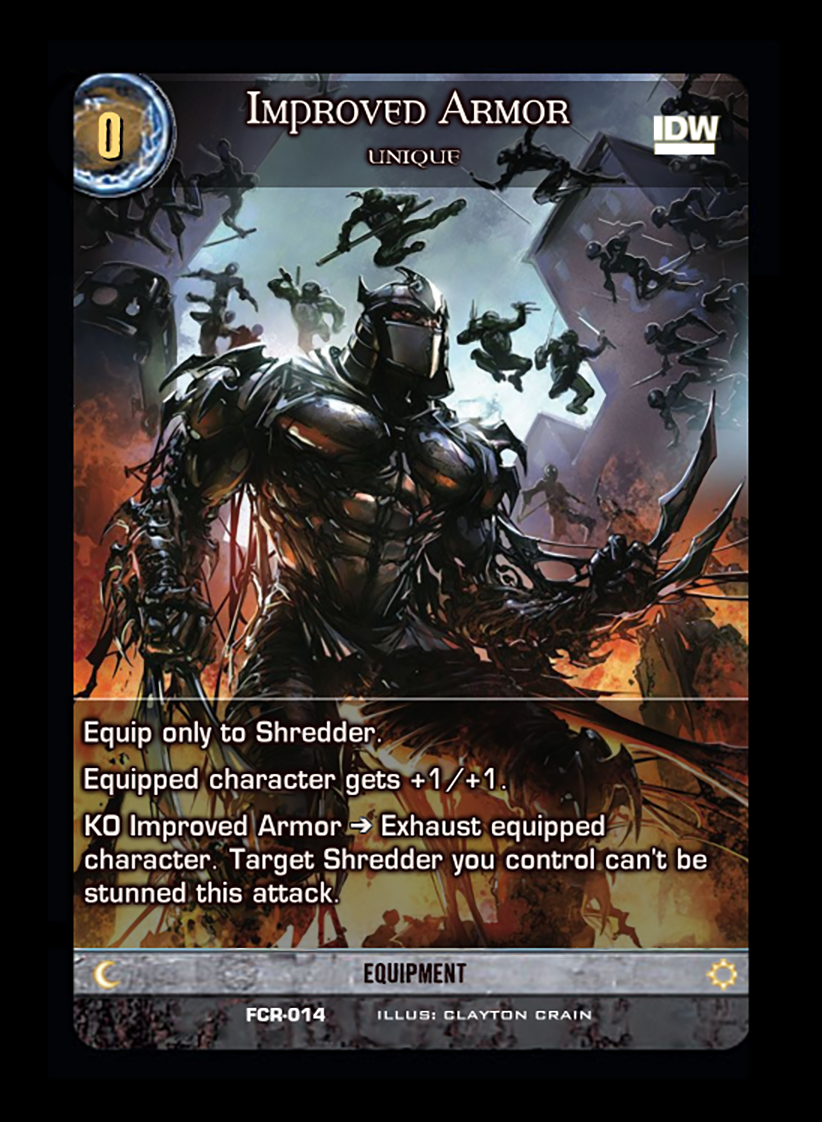 0
Improved Armor
IDW
UNIQUE
Equip only to Shredder.
Equipped character gets +1/+1.
KO Improved Armor ➔ Exhaust equipped
character. Target Shredder you control can't be
stunned this attack.
EQUIPMENT
FCR-014 ILLUS: CLAYTON CRAIN